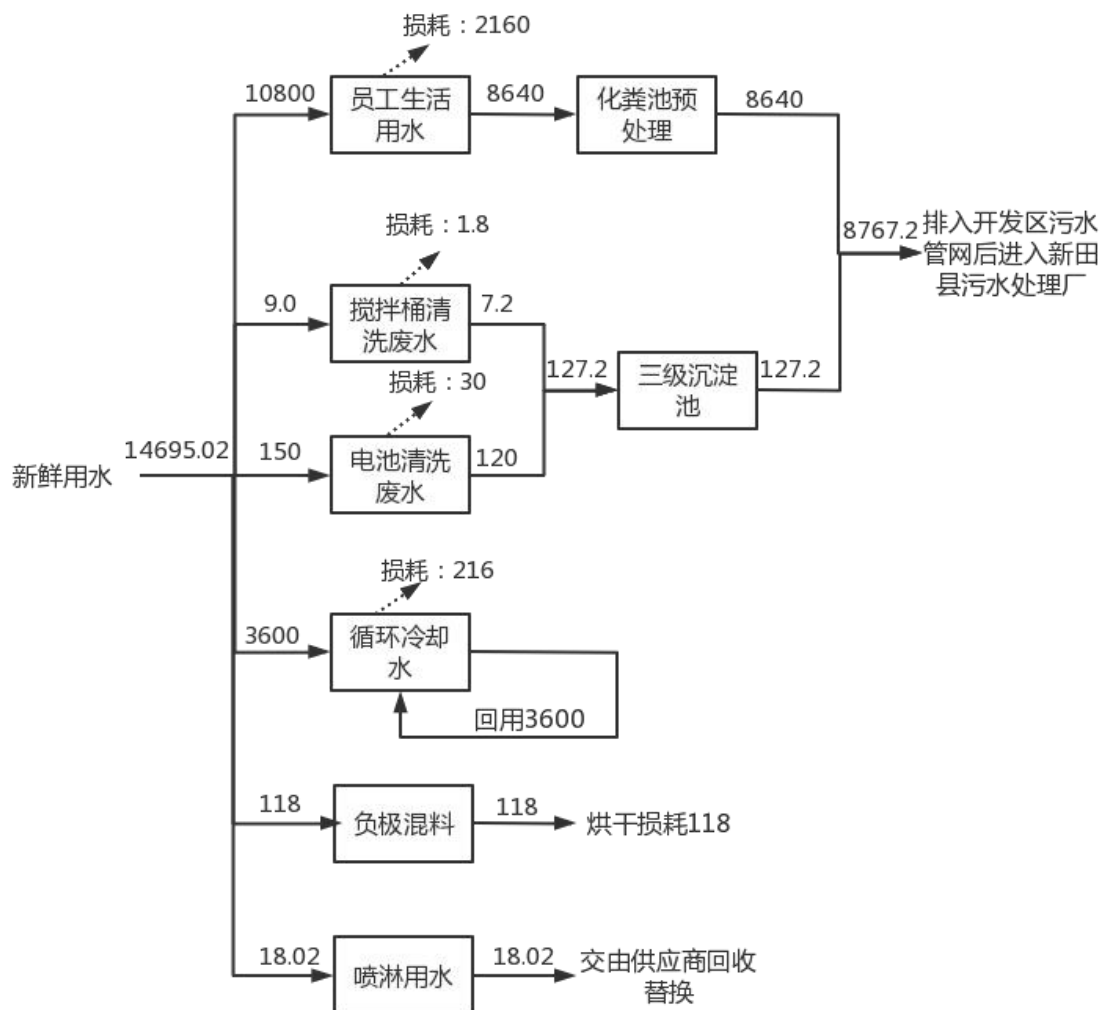 损耗：2160
10800
员工生活
用水
8640
化粪池预
处理
8640
损耗：1.8
9.0
搅拌桶清
洗废水
7.2
8767.2
排入开发区污水
管网后进入新田
县污水处理厂
损耗：30
127.2
三级沉淀
池
127.2
新鲜用水
14695.02
150
电池清洗
废水
120
损耗：216
3600
循环冷却
水
回用3600
118
负极混料
118
烘干损耗118
18.02
喷淋用水
18.02
交由供应商回收
替换